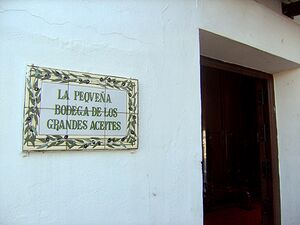 LA PEQUEÑA
BODEGA DE LOS
GRANDES ACEITES